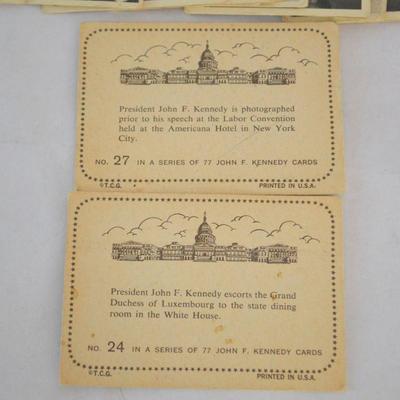 President John F. Kennedy is photographed
prior to his speech at the Labor Convention
held at the Americana Hotel in New York
City.
NO. 27 IN A SERIES OF 77 JOHN F. KENNEDY CARDS
©T.C.G. PRINTED IN U.S.A.
President John F. Kennedy escorts the Grand
Duchess of Luxembourg to the state dining
room in the White House.
NO. 24 IN A SERIES OF 77 JOHN F. KENNEDY CARDS
©T.C.G. PRINTED IN U.S.A.